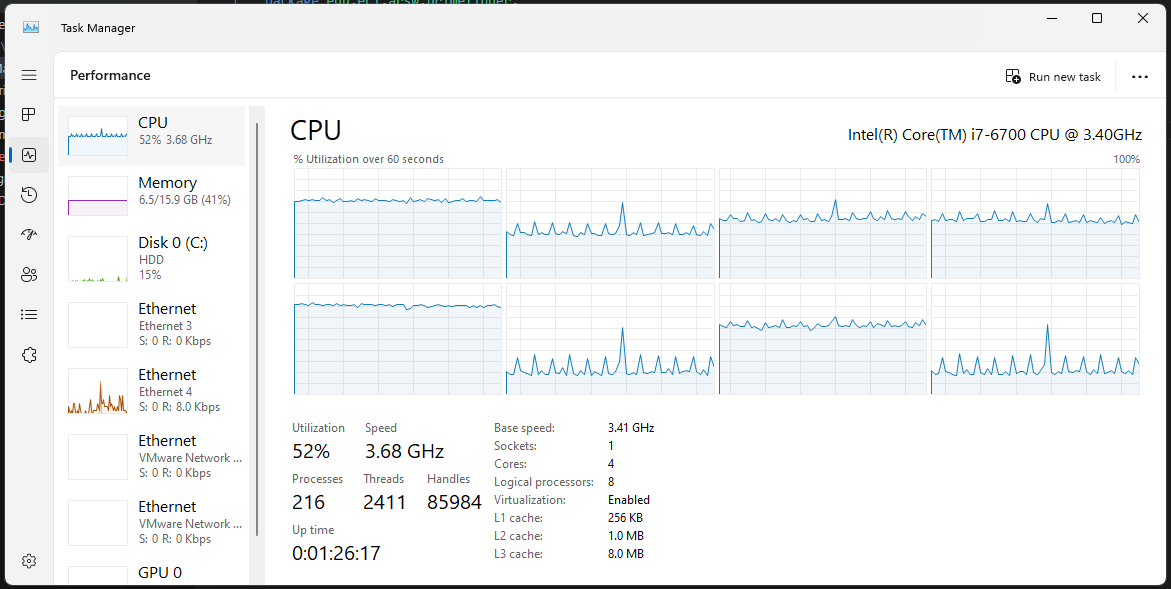 package edu.eci.arsw.primefinder;
Task Manager
Performance
Run new task
CPU
52% 3.68 GHz
Memory
6.5/15.9 GB (41%)
Disk 0 (C:)
HDD
15%
Ethernet
Ethernet 3
S: 0 R: 0 Kbps
Ethernet
Ethernet 4
S: 0 R: 8.0 Kbps
Ethernet
VMware Network ...
S: 0 R: 0 Kbps
Ethernet
VMware Network ...
S: 0 R: 0 Kbps
GPU 0
CPU
Intel(R) Core(TM) i7-6700 CPU @ 3.40GHz
% Utilization over 60 seconds
100%
Utilization
52%
Speed
3.68 GHz
Processes
216
Threads
2411
Handles
85984
Up time
0:01:26:17
Base speed: 3.41 GHz
Sockets: 1
Cores: 4
Logical processors: 8
Virtualization: Enabled
L1 cache: 256 KB
L2 cache: 1.0 MB
L3 cache: 8.0 MB